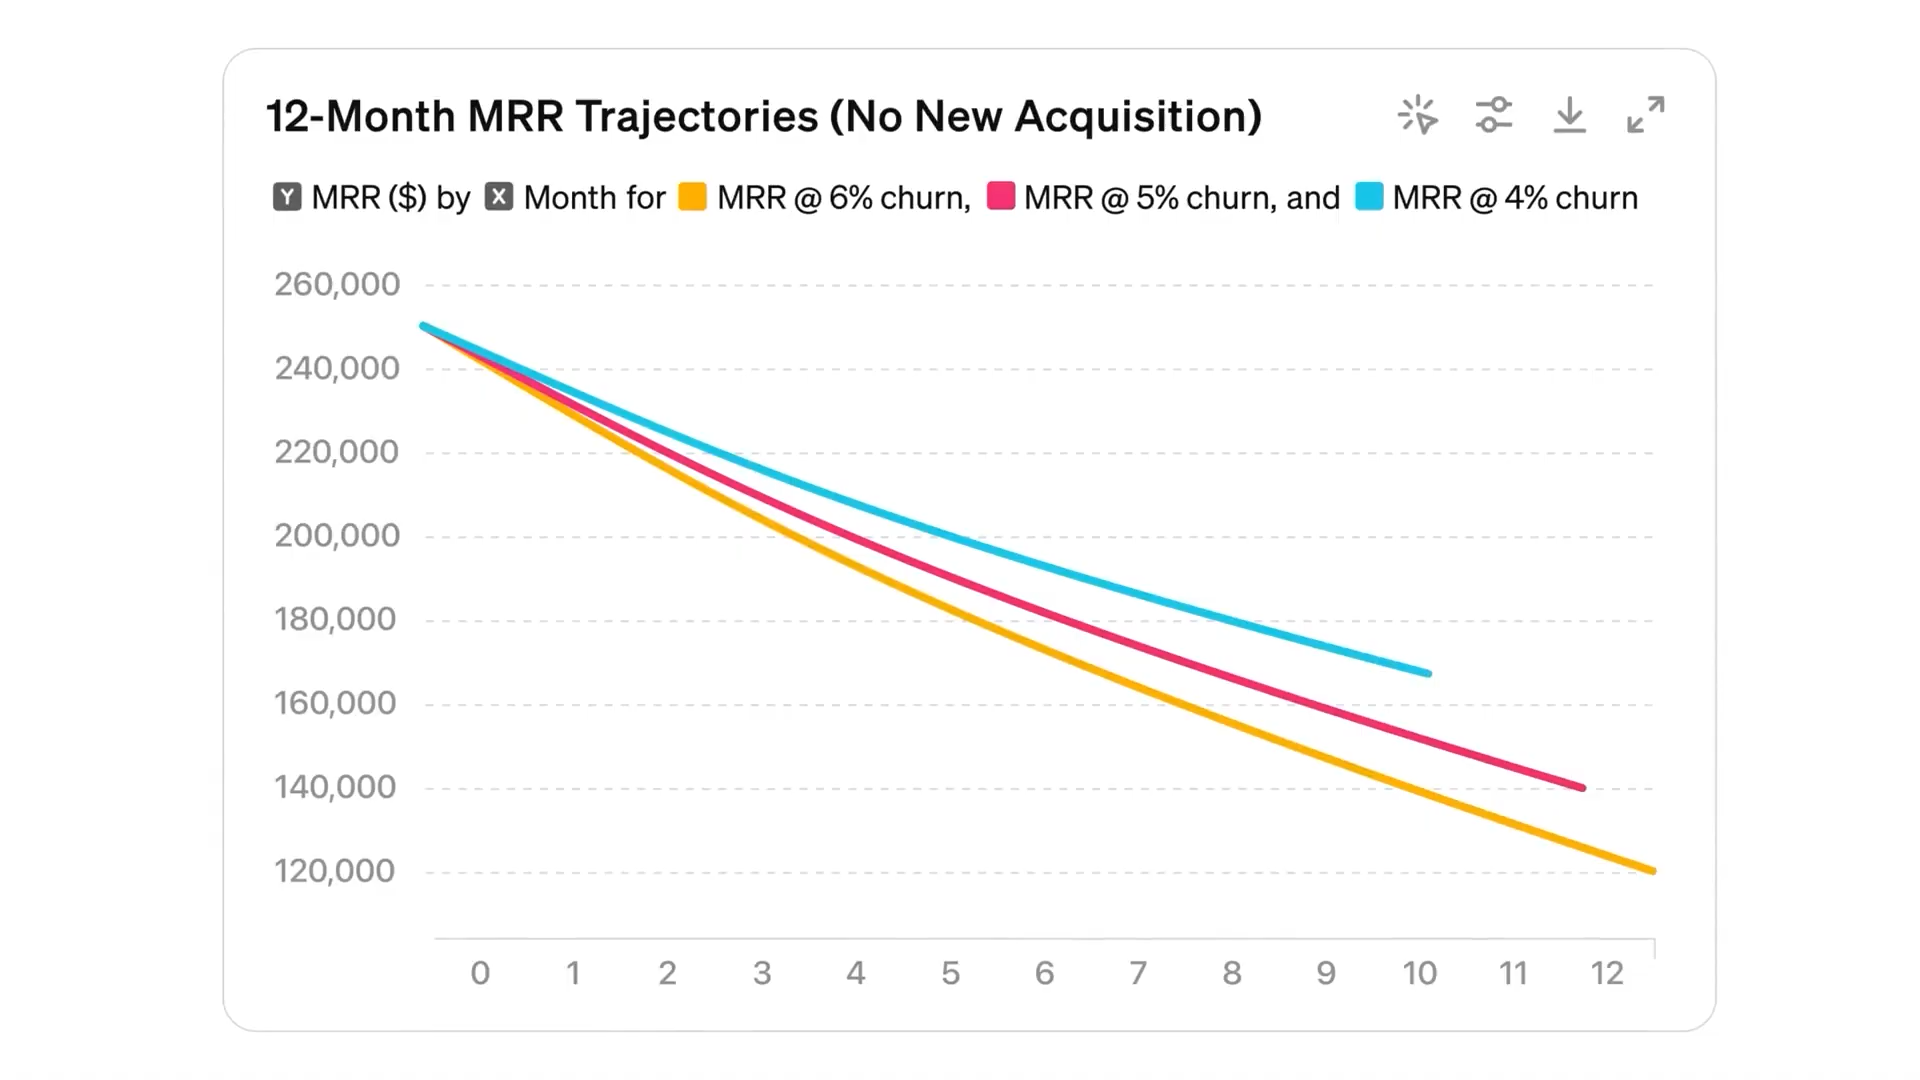 12-Month MRR Trajectories (No New Acquisition)
Y MRR ($) by X Month for MRR @ 6% churn, MRR @ 5% churn, and MRR @ 4% churn
260,000
240,000
220,000
200,000
180,000
160,000
140,000
120,000
0 1 2 3 4 5 6 7 8 9 10 11 12